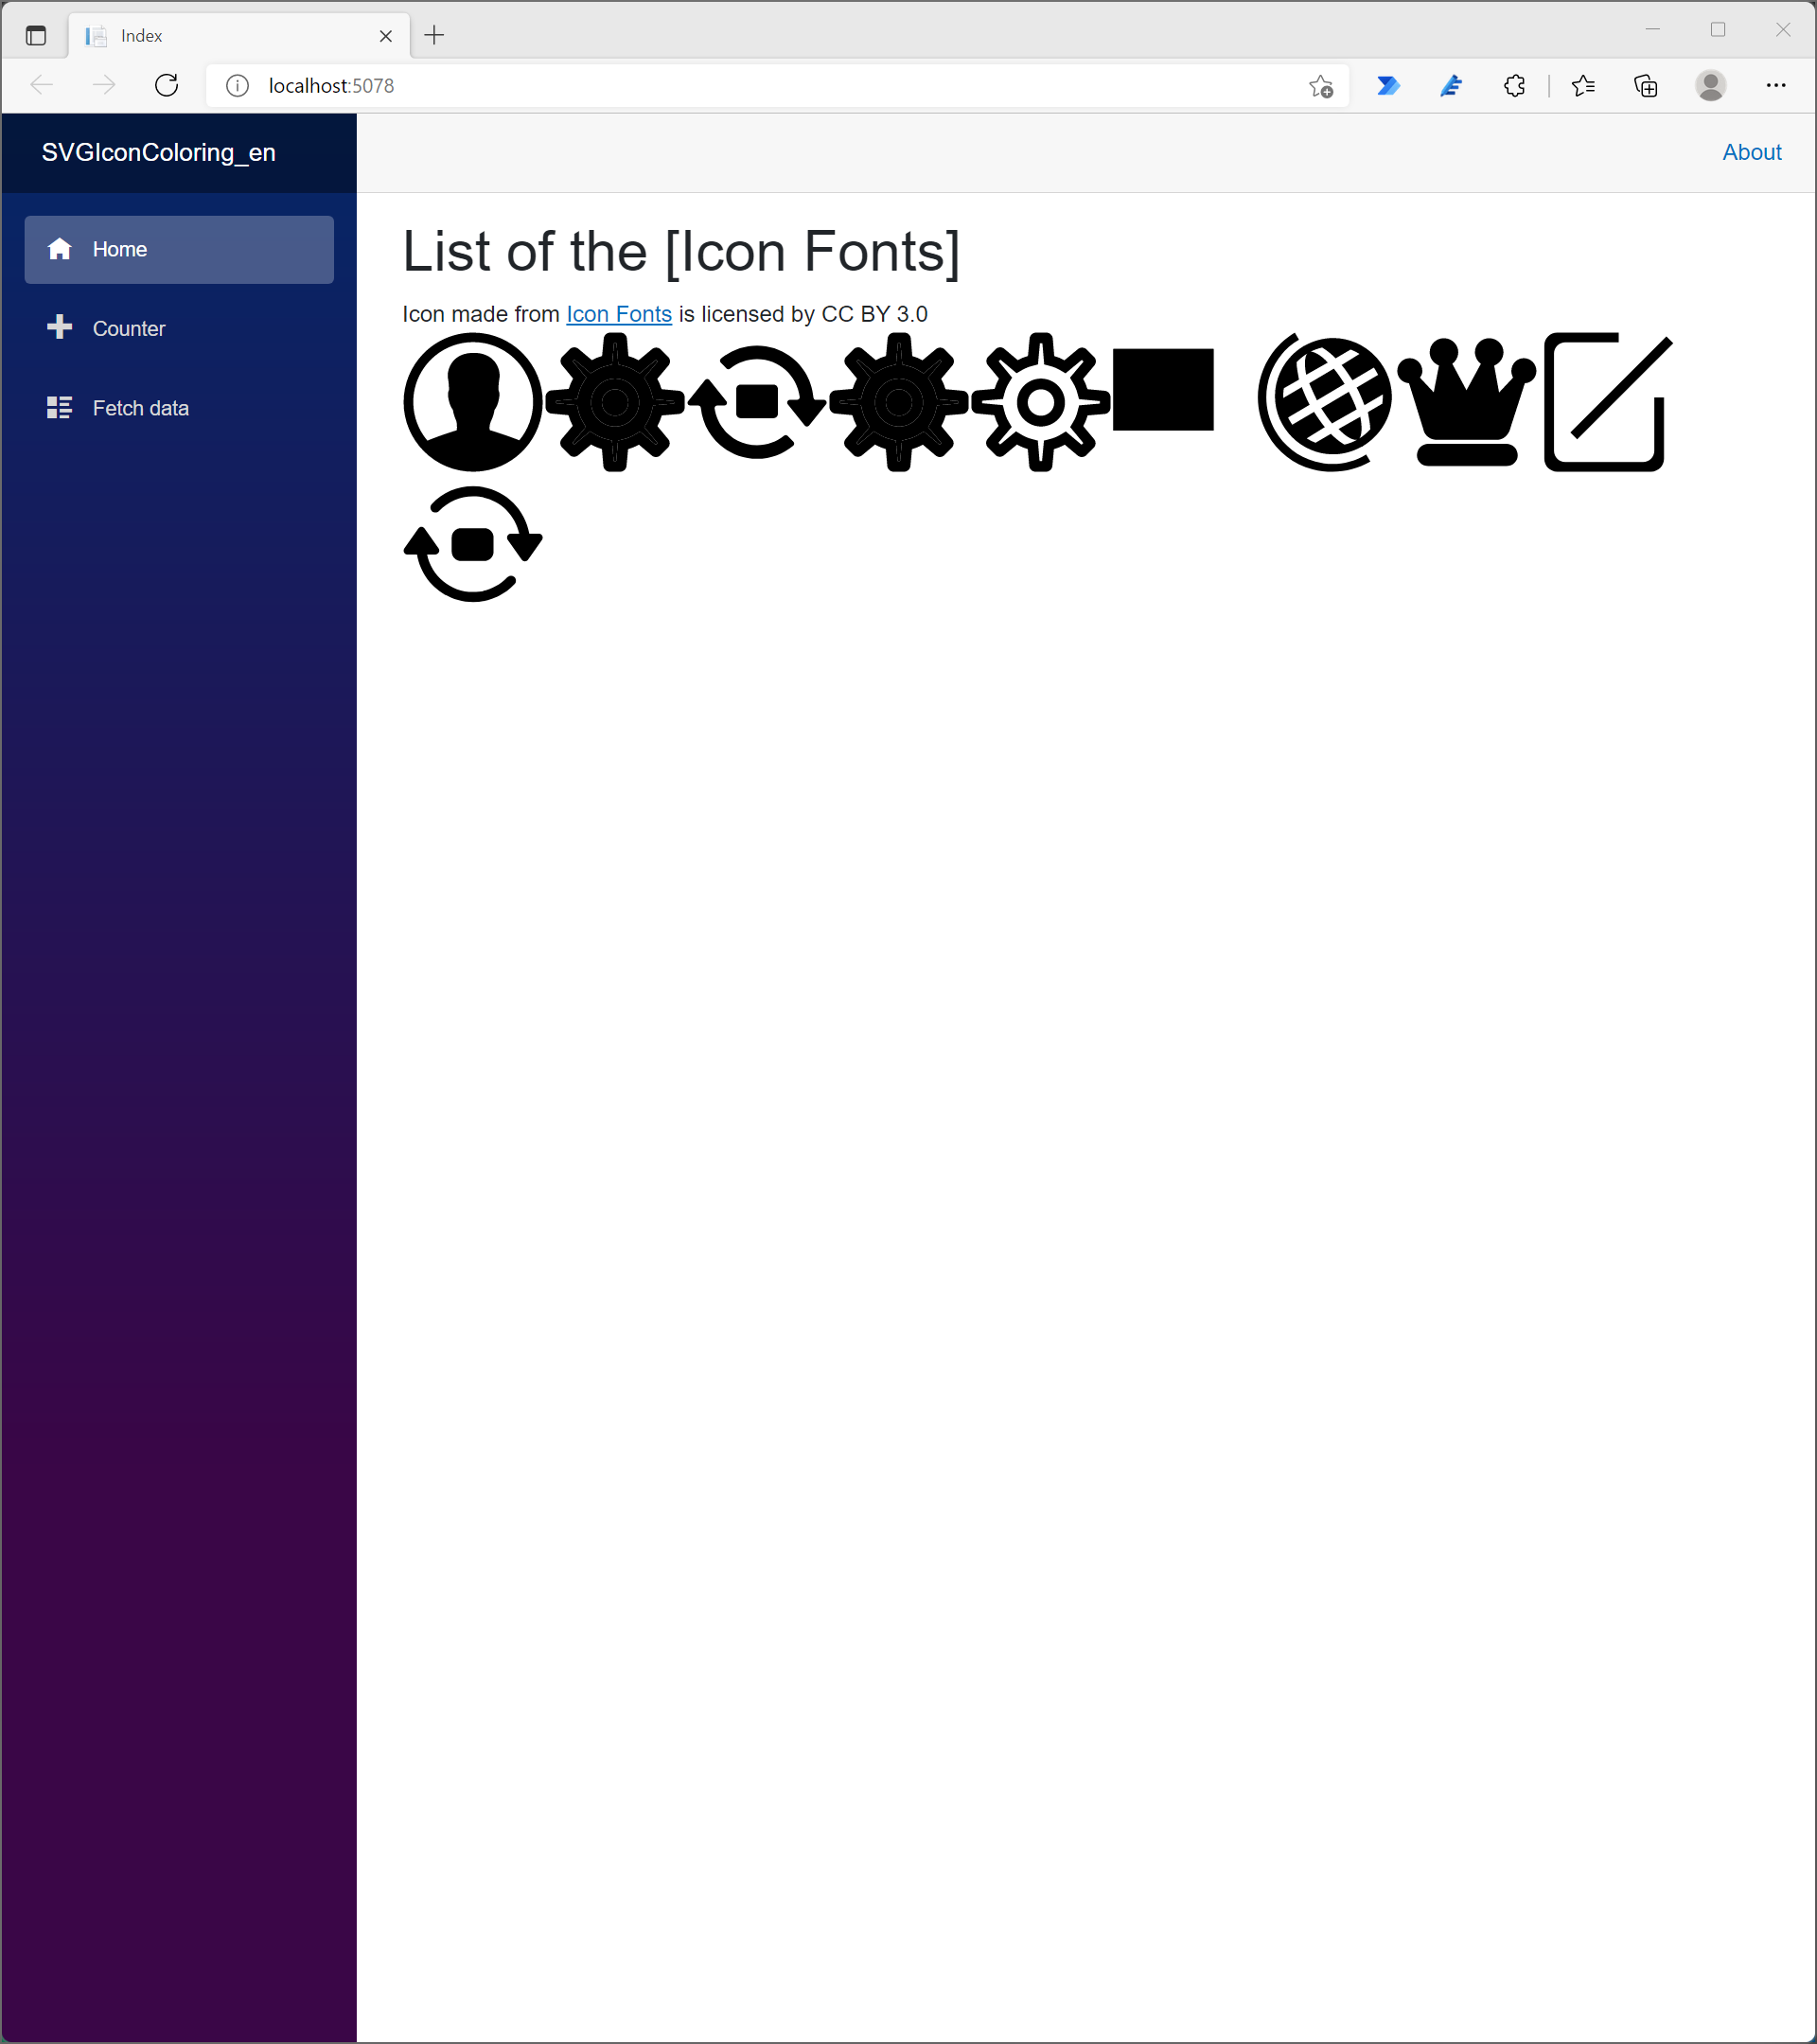 Index
localhost:5078
SVGIconColoring_en
About
Home
Counter
Fetch data
List of the [Icon Fonts]
Icon made from Icon Fonts is licensed by CC BY 3.0